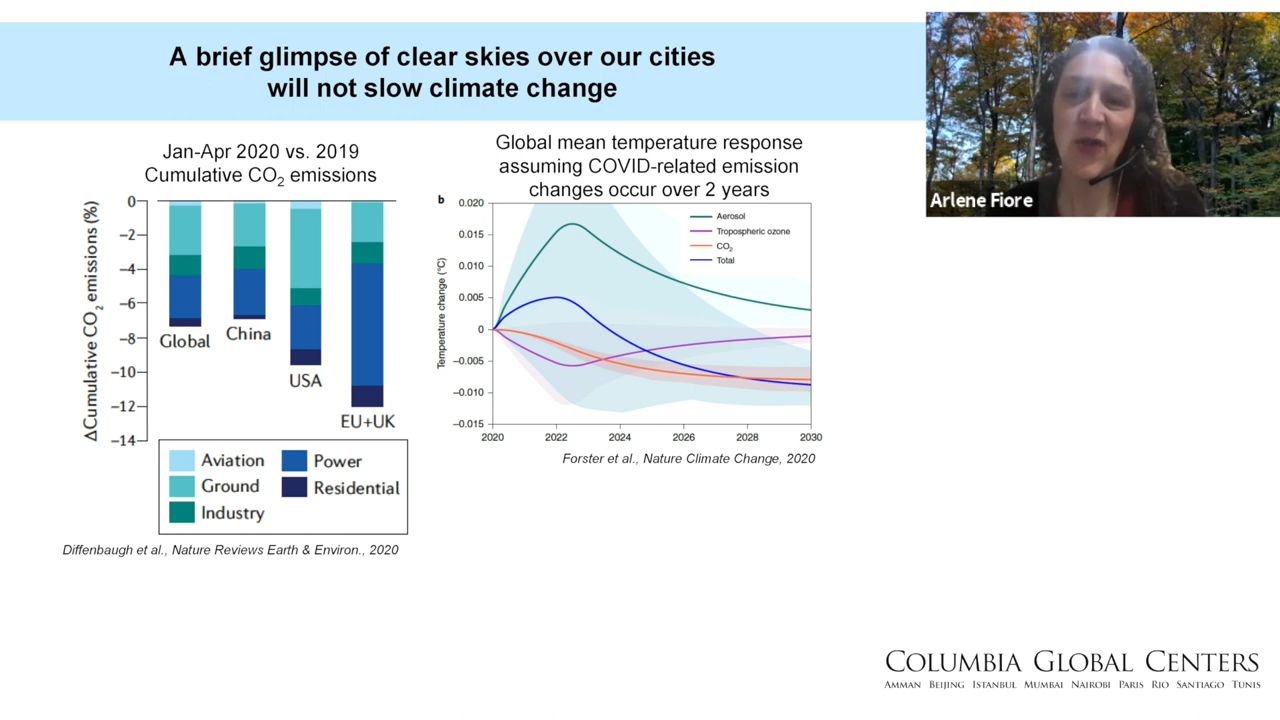 A brief glimpse of clear skies over our cities
will not slow climate change
Arlene Fiore
Jan-Apr 2020 vs. 2019
Cumulative CO2 emissions
ΔCumulative CO2 emissions (%)
0
−2
−4
−6
−8
−10
−12
−14
Global
China
USA
EU+UK
Aviation
Ground
Industry
Power
Residential
Diffenbaugh et al., Nature Reviews Earth & Environ., 2020
Global mean temperature response
assuming COVID-related emission
changes occur over 2 years
b
Temperature change (°C)
0.020
0.015
0.010
0.005
0
−0.005
−0.010
−0.015
2020
2022
2024
2026
2028
2030
Aerosol
Tropospheric ozone
CO2
Total
Forster et al., Nature Climate Change, 2020
COLUMBIA GLOBAL CENTERS
AMMAN BEIJING ISTANBUL MUMBAI NAIROBI PARIS RIO SANTIAGO TUNIS